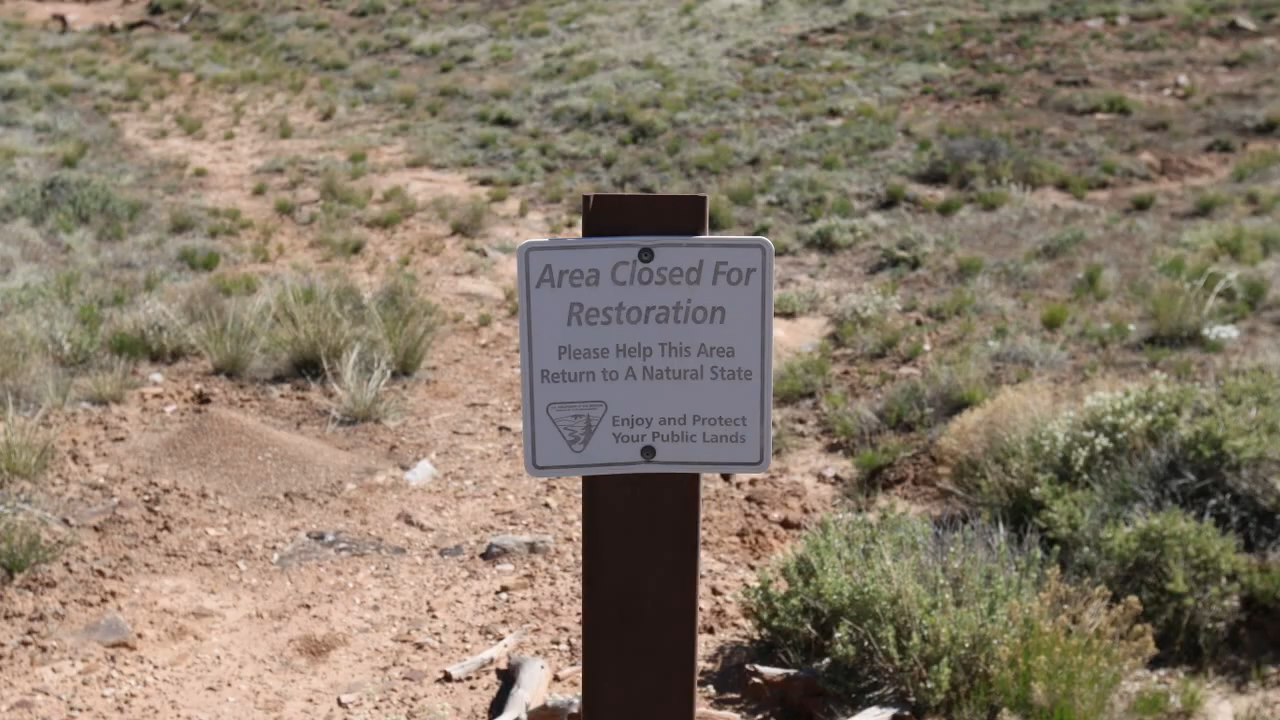 Area Closed For
Restoration
Please Help This Area
Return to A Natural State
Enjoy and Protect
Your Public Lands